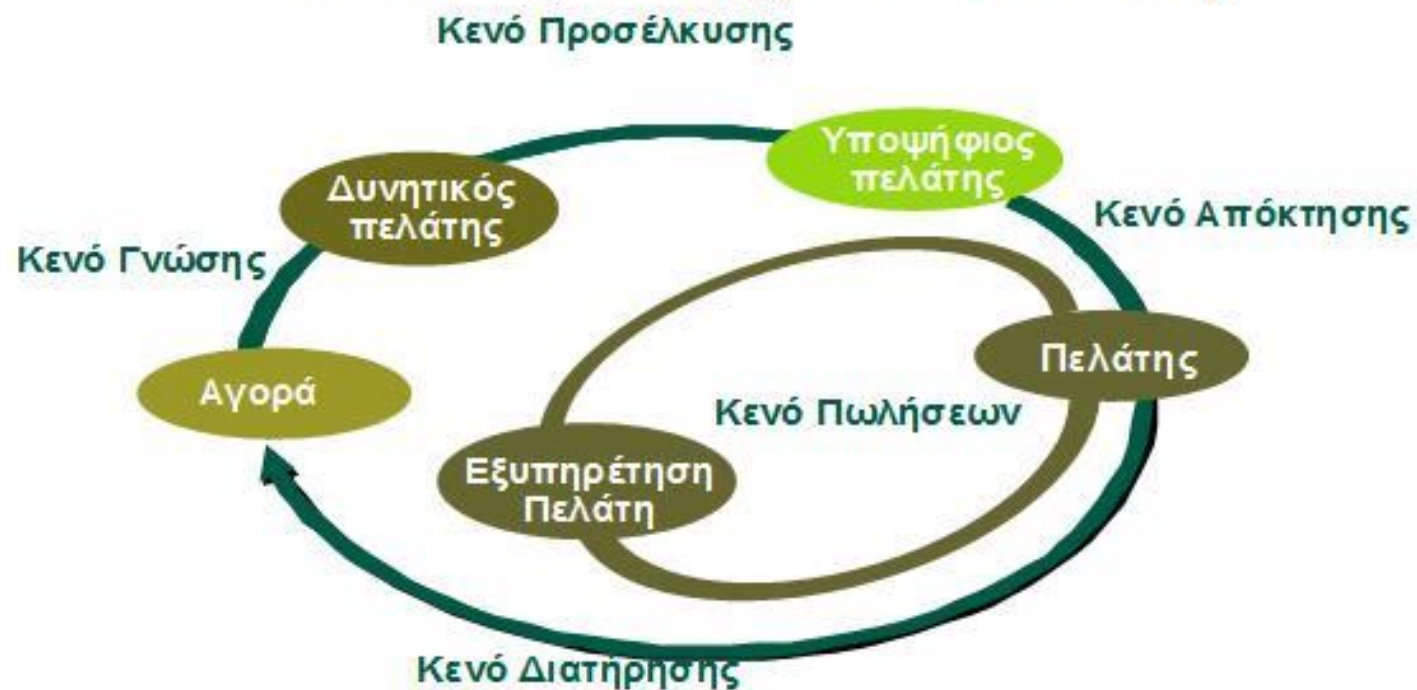 Κενό Προσέλκυσης
Υποψήφιος
πελάτης
Δυνητικός
πελάτης
Κενό Απόκτησης
Κενό Γνώσης
Πελάτης
Αγορά
Κενό Πωλήσεων
Εξυπηρέτηση
Πελάτη
Κενό Διατήρησης